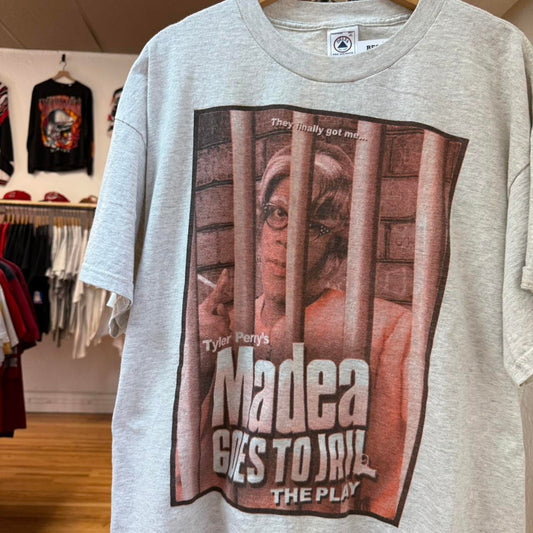 They finally got me...
Tyler Perry's
Madea
GOES TO JAIL
THE PLAY